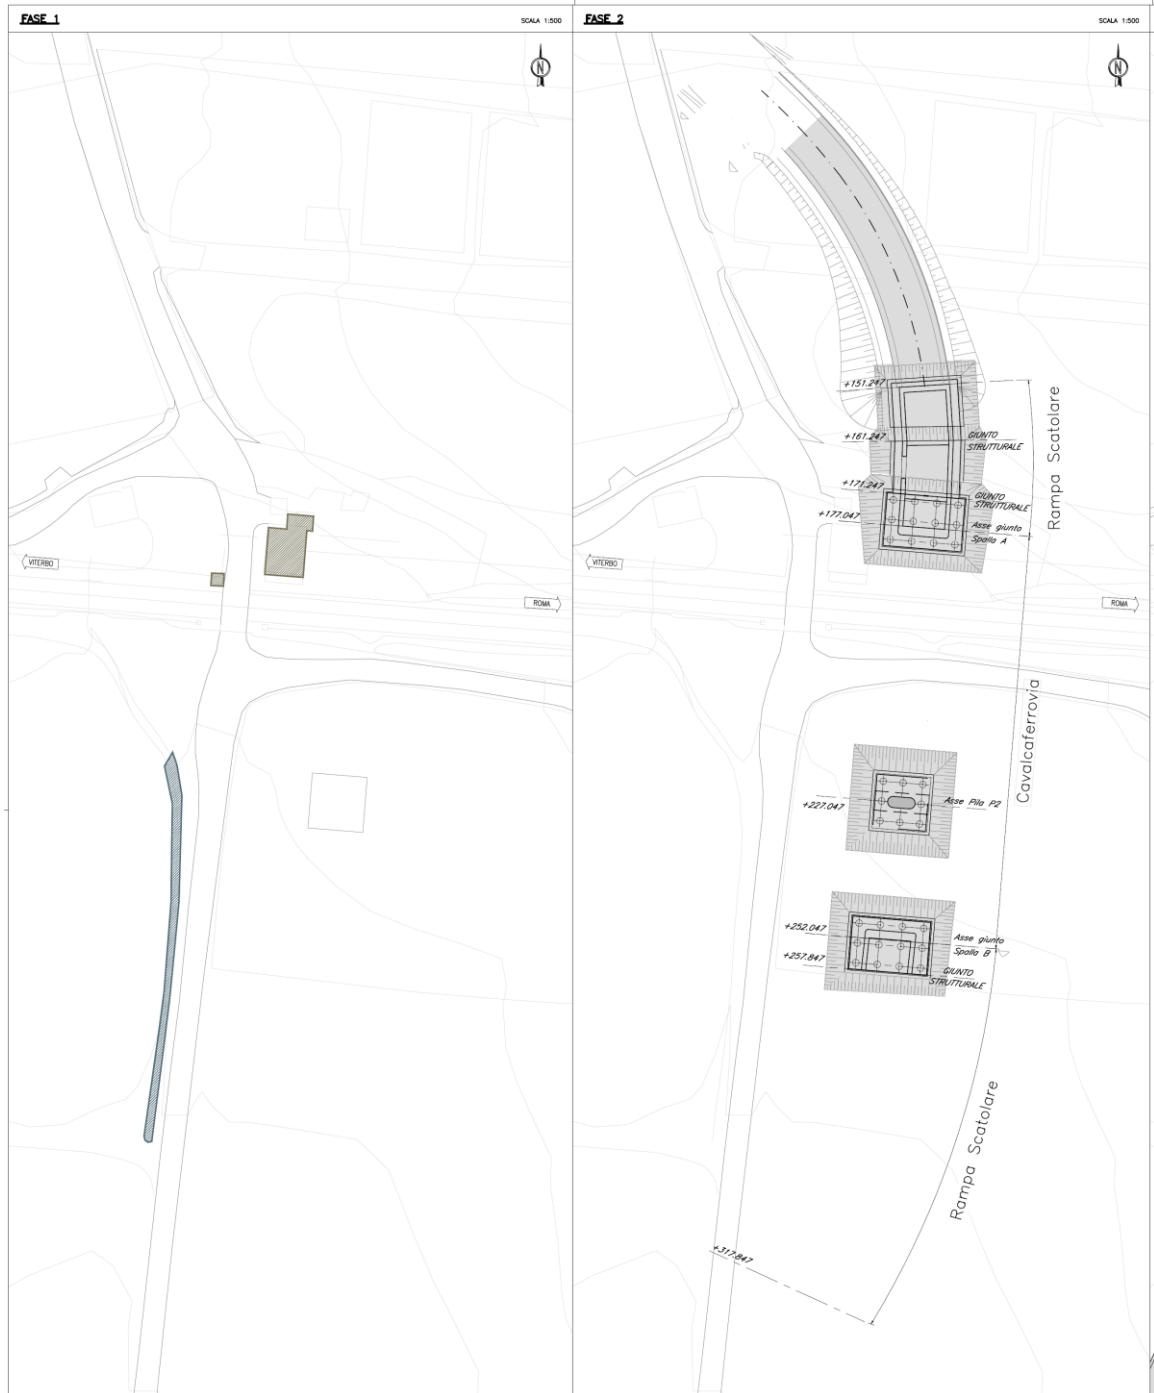 FASE 1
SCALA 1:500
N
VITERBO
ROMA
FASE 2
SCALA 1:500
N
+151.247
+161.247
GIUNTO
STRUTTURALE
+171.247
GIUNTO
STRUTTURALE
+177.047
Asse giunto
Spalla A
Rampa Scatolare
VITERBO
ROMA
Cavalcaferrovia
+227.047
Asse Pila P2
+252.047
Asse giunto
Spalla B
+257.847
GIUNTO
STRUTTURALE
Rampa Scatolare
+317.847